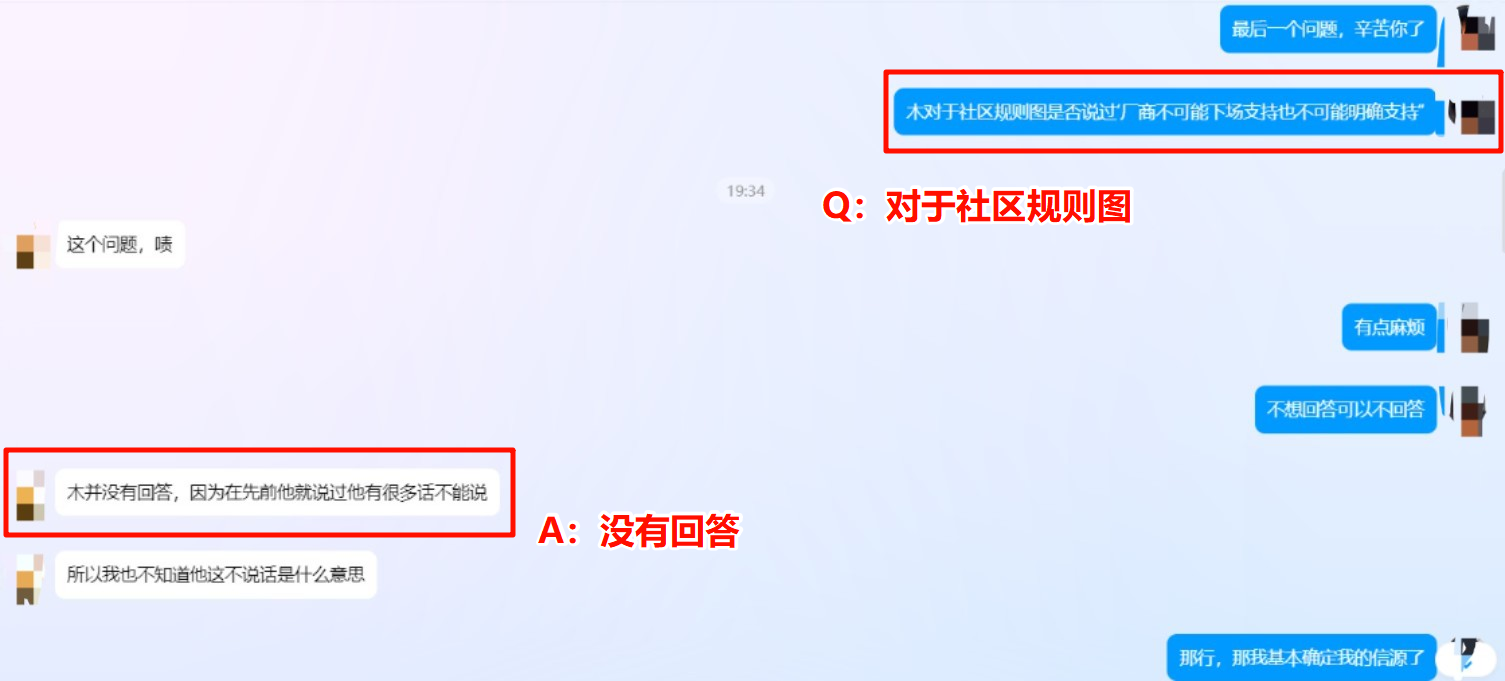 最后一个问题，辛苦你了
木对于社区规则图是否说过“厂商不可能下场支持也不可能明确支持”
19:34
Q：对于社区规则图
这个问题，啧
有点麻烦
不想回答可以不回答
木并没有回答，因为在先前他就说过他有很多话不能说
A：没有回答
所以我也不知道他这不说话是什么意思
那行，那我基本确定我的信源了